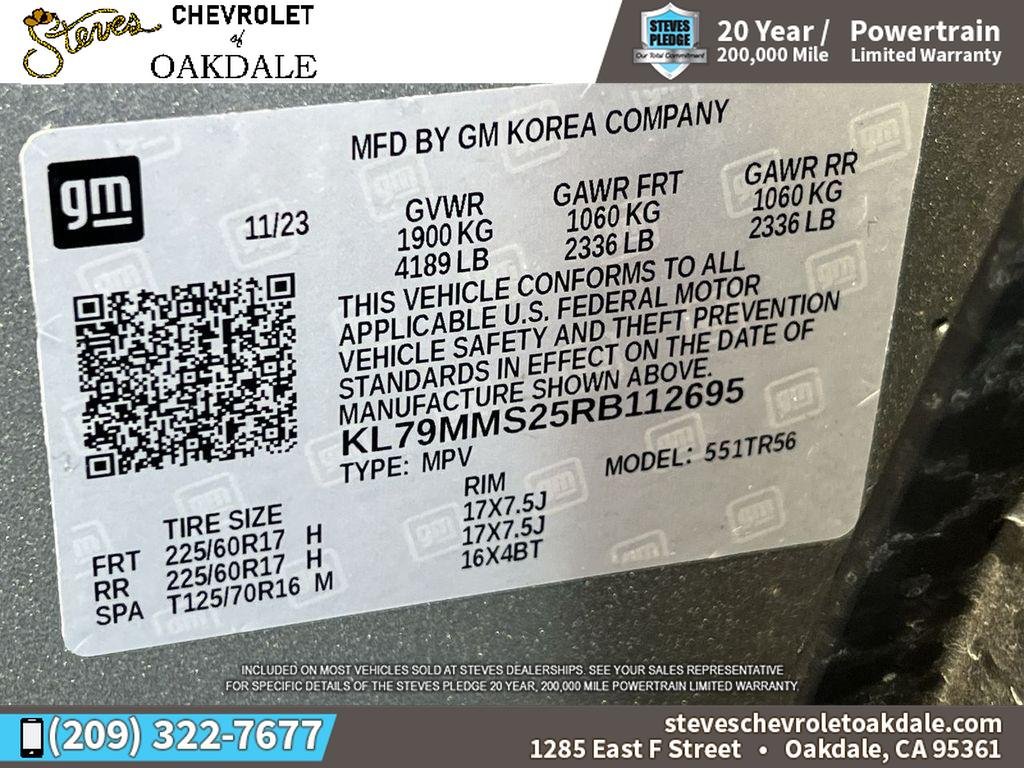 Steves
CHEVROLET
of
OAKDALE
STEVES
PLEDGE
Our Total Commitment
20 Year /
200,000 Mile
Powertrain
Limited Warranty
MFD BY GM KOREA COMPANY
gm
11/23
GVWR
1900 KG
4189 LB
GAWR FRT
1060 KG
2336 LB
GAWR RR
1060 KG
2336 LB
THIS VEHICLE CONFORMS TO ALL
APPLICABLE U.S. FEDERAL MOTOR
VEHICLE SAFETY AND THEFT PREVENTION
STANDARDS IN EFFECT ON THE DATE OF
MANUFACTURE SHOWN ABOVE.
KL79MMS25RB112695
TYPE: MPV
MODEL: 551TR56
TIRE SIZE RIM
FRT 225/60R17 H 17X7.5J
RR 225/60R17 H 17X7.5J
SPA T125/70R16 M 16X4BT
INCLUDED ON MOST VEHICLES SOLD AT STEVES DEALERSHIPS. SEE YOUR SALES REPRESENTATIVE
FOR SPECIFIC DETAILS OF THE STEVES PLEDGE 20 YEAR, 200,000 MILE POWERTRAIN LIMITED WARRANTY.
(209) 322-7677
steveschevroletoakdale.com
1285 East F Street • Oakdale, CA 95361